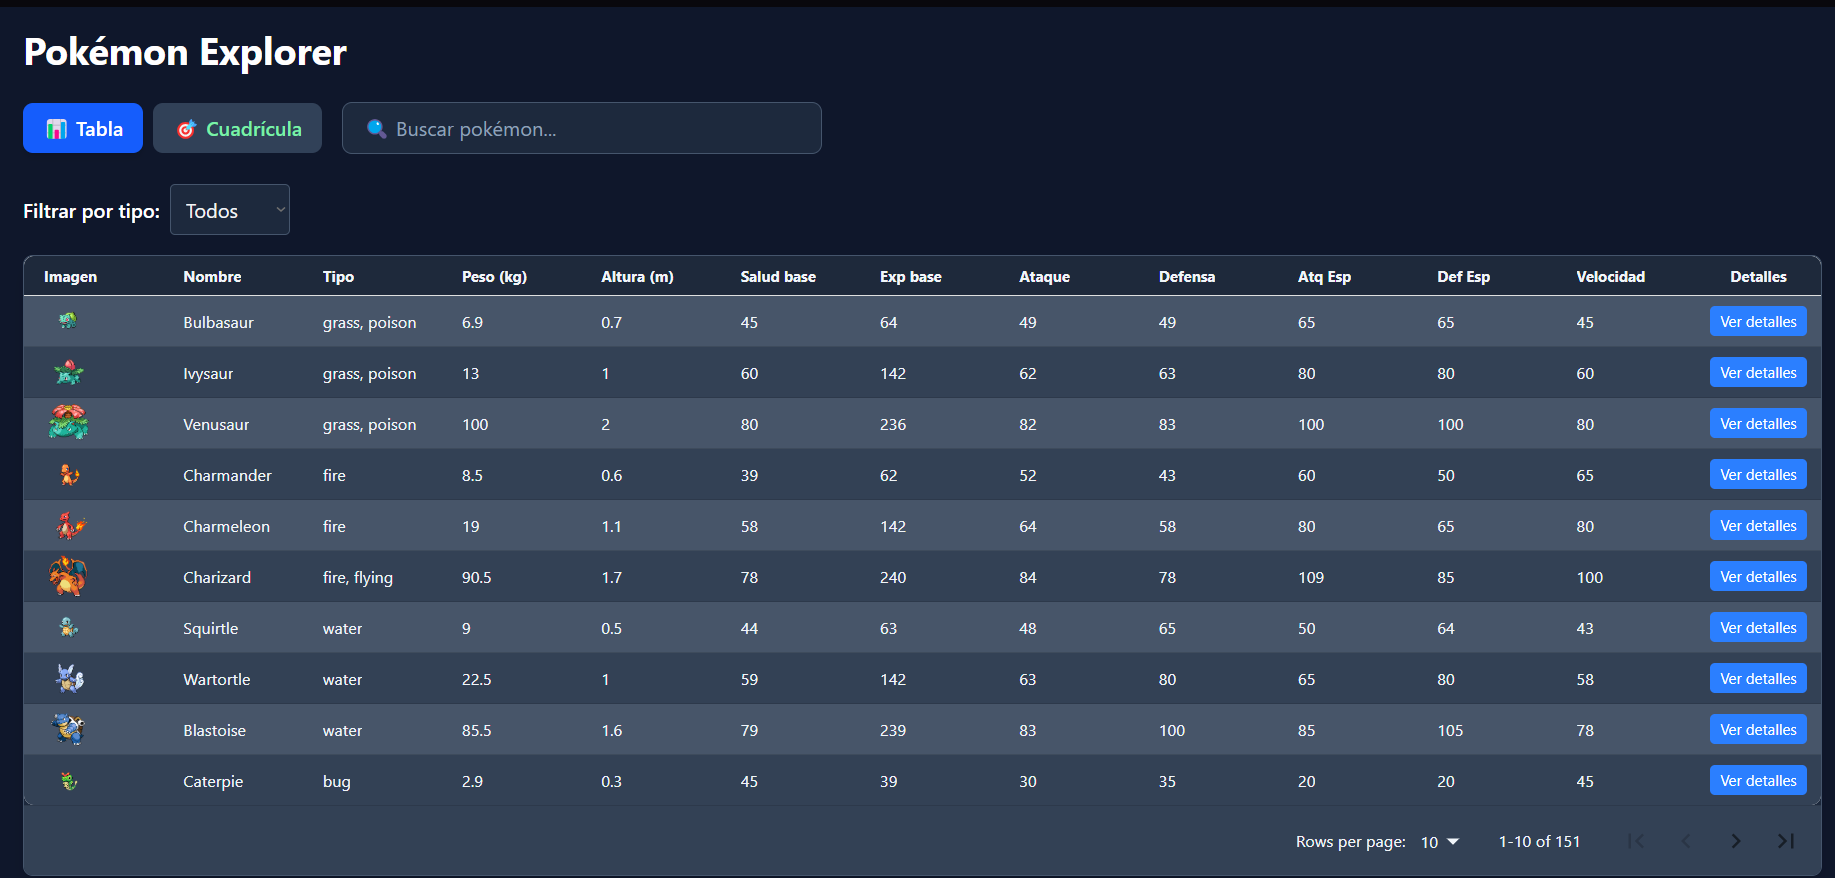 Pokémon Explorer
Tabla Cuadrícula Buscar pokémon...
Filtrar por tipo: Todos
Imagen Nombre Tipo Peso (kg) Altura (m) Salud base Exp base Ataque Defensa Atq Esp Def Esp Velocidad Detalles
Bulbasaur grass, poison 6.9 0.7 45 64 49 49 65 65 45 Ver detalles
Ivysaur grass, poison 13 1 60 142 62 63 80 80 60 Ver detalles
Venusaur grass, poison 100 2 80 236 82 83 100 100 80 Ver detalles
Charmander fire 8.5 0.6 39 62 52 43 60 50 65 Ver detalles
Charmeleon fire 19 1.1 58 142 64 58 80 65 80 Ver detalles
Charizard fire, flying 90.5 1.7 78 240 84 78 109 85 100 Ver detalles
Squirtle water 9 0.5 44 63 48 65 50 64 43 Ver detalles
Wartortle water 22.5 1 59 142 63 80 65 80 58 Ver detalles
Blastoise water 85.5 1.6 79 239 83 100 85 105 78 Ver detalles
Caterpie bug 2.9 0.3 45 39 30 35 20 20 45 Ver detalles
Rows per page: 10 1-10 of 151